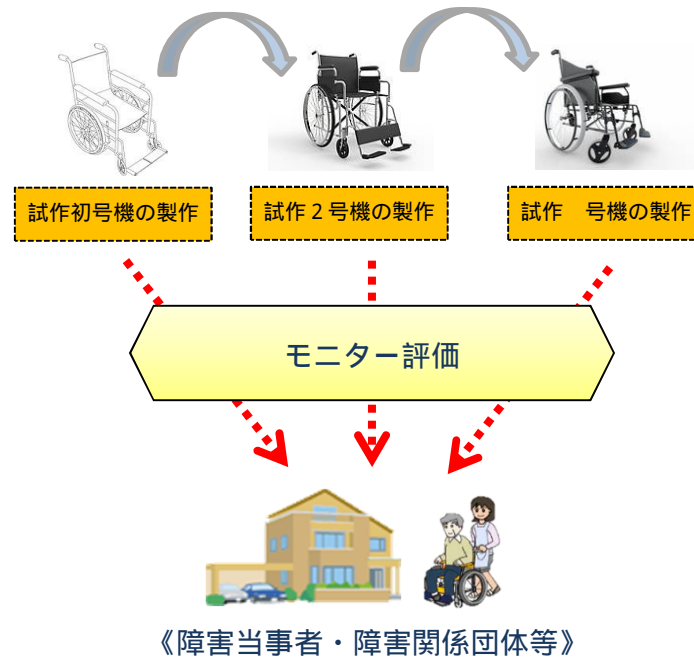 試作初号機の製作
試作２号機の製作
試作　号機の製作
モニター評価
《障害当事者・障害関係団体等》